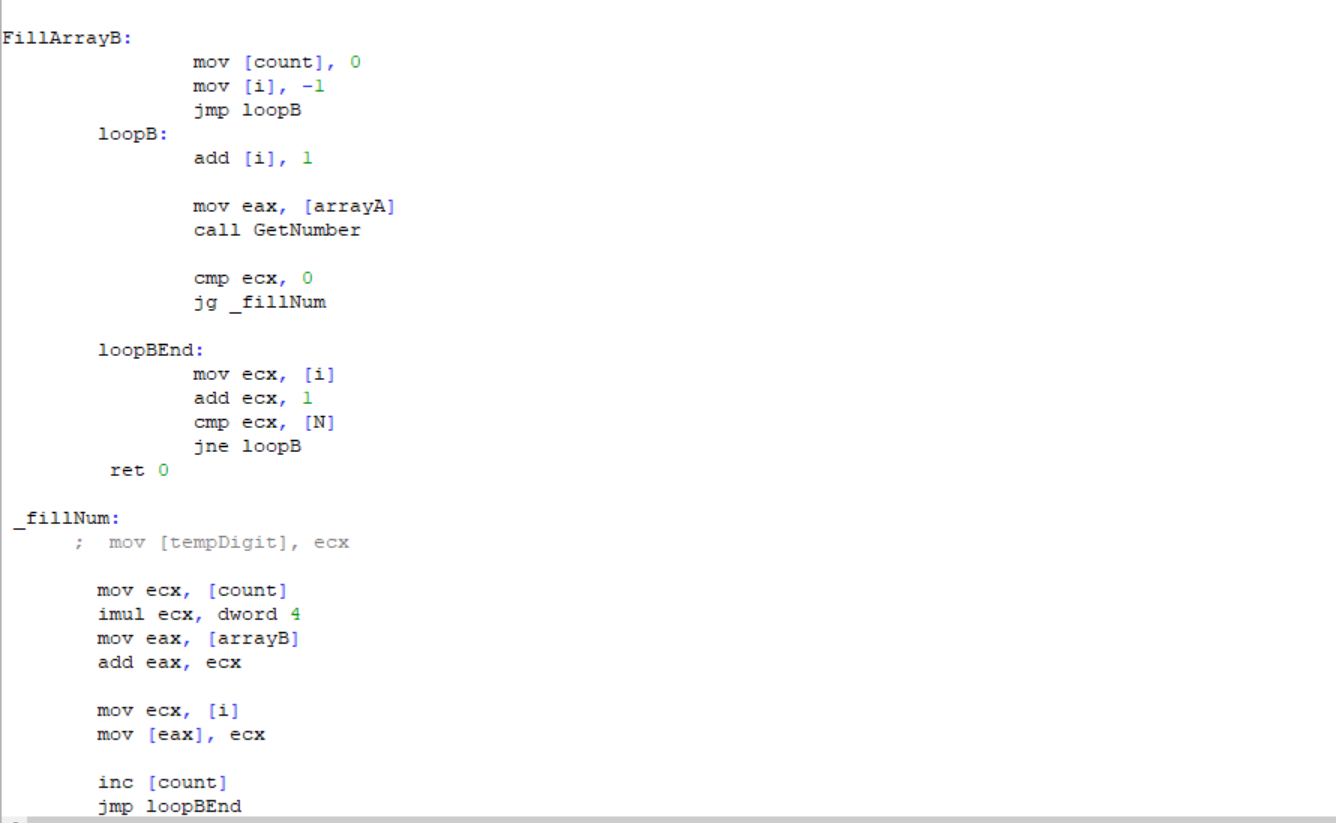 FillArrayB:
mov [count], 0
mov [i], -1
jmp loopB
loopB:
add [i], 1
mov eax, [arrayA]
call GetNumber
cmp ecx, 0
jg _fillNum
loopBEnd:
mov ecx, [i]
add ecx, 1
cmp ecx, [N]
jne loopB
ret 0
_fillNum:
; mov [tempDigit], ecx
mov ecx, [count]
imul ecx, dword 4
mov eax, [arrayB]
add eax, ecx
mov ecx, [i]
mov [eax], ecx
inc [count]
jmp loopBEnd